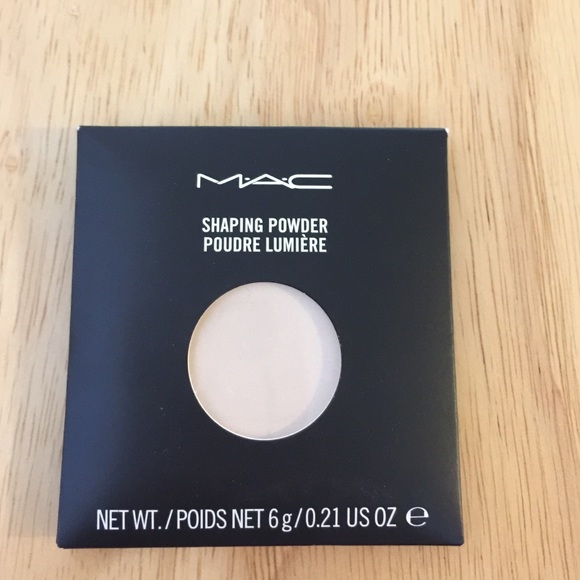 M·A·C
SHAPING POWDER
POUDRE LUMIÈRE
NET WT./POIDS NET 6 g/0.21 US OZ ℮